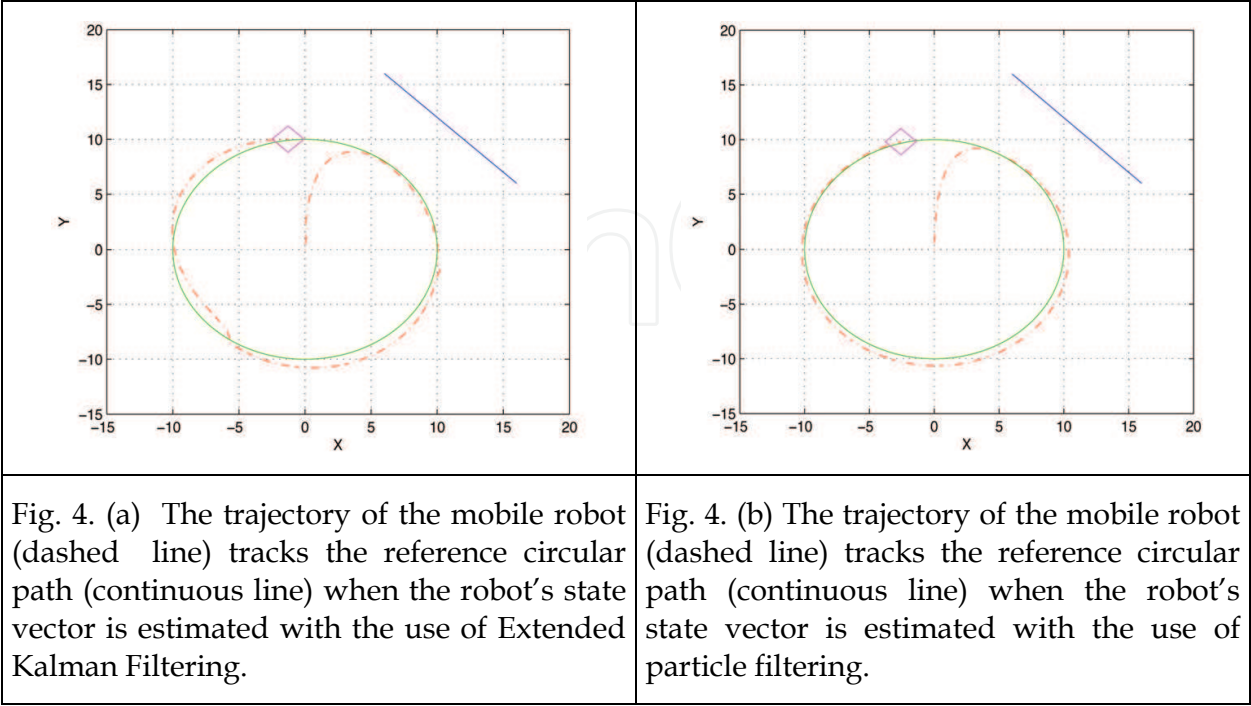 20
15
10
5
0
−5
−10
−15
Y
−15 −10 −5 0 5 10 15 20
X
20
15
10
5
0
−5
−10
−15
Y
−15 −10 −5 0 5 10 15 20
X
Fig. 4. (a) The trajectory of the mobile robot
(dashed line) tracks the reference circular
path (continuous line) when the robot’s state
vector is estimated with the use of Extended
Kalman Filtering.
Fig. 4. (b) The trajectory of the mobile robot
(dashed line) tracks the reference circular
path (continuous line) when the robot’s
state vector is estimated with the use of
particle filtering.